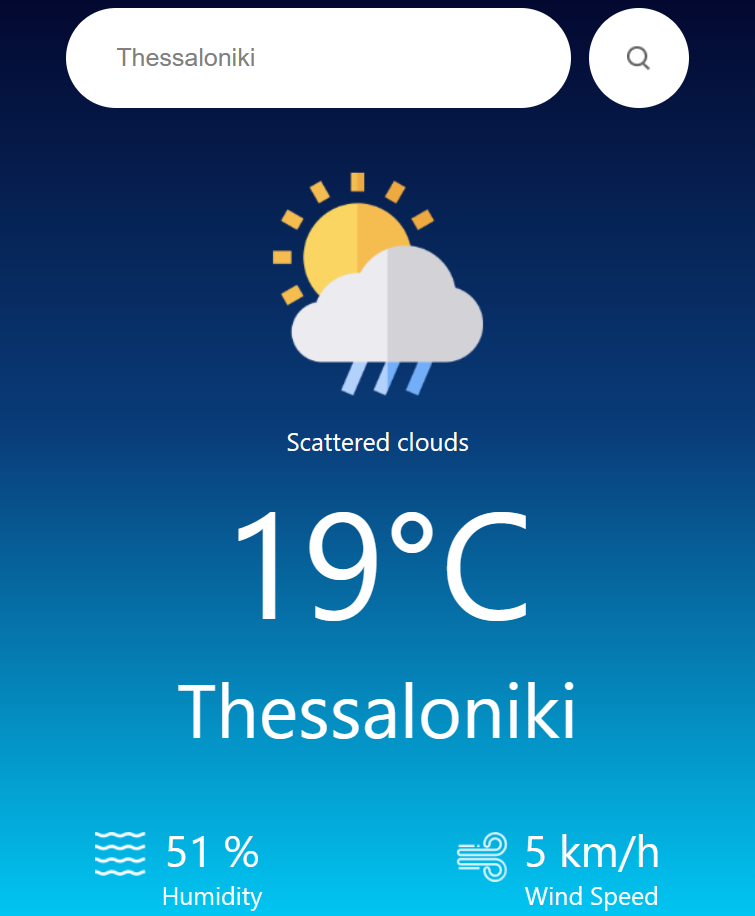 Thessaloniki
Scattered clouds
19°C
Thessaloniki
51 %
Humidity
5 km/h
Wind Speed